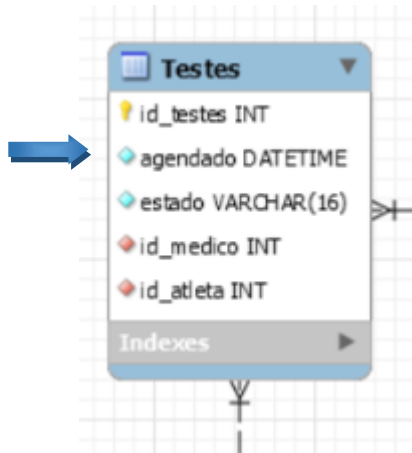 Testes
id_testes INT
agendado DATETIME
estado VARCHAR(16)
id_medico INT
id_atleta INT
Indexes